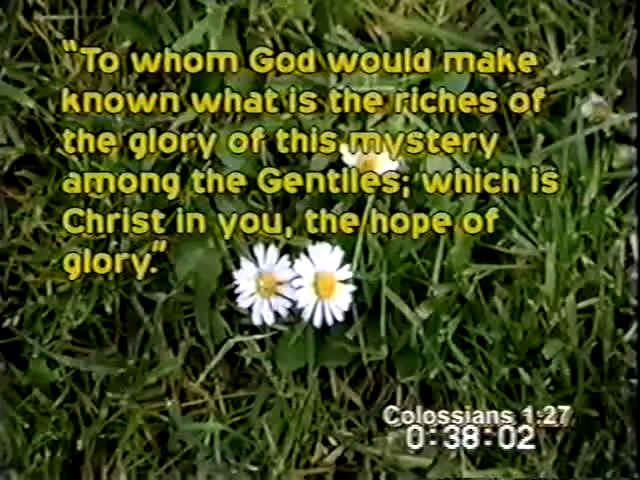 "To whom God would make
known what is the riches of
the glory of this mystery
among the Gentiles; which is
Christ in you, the hope of
glory."
Colossians 1:27
0:38:02